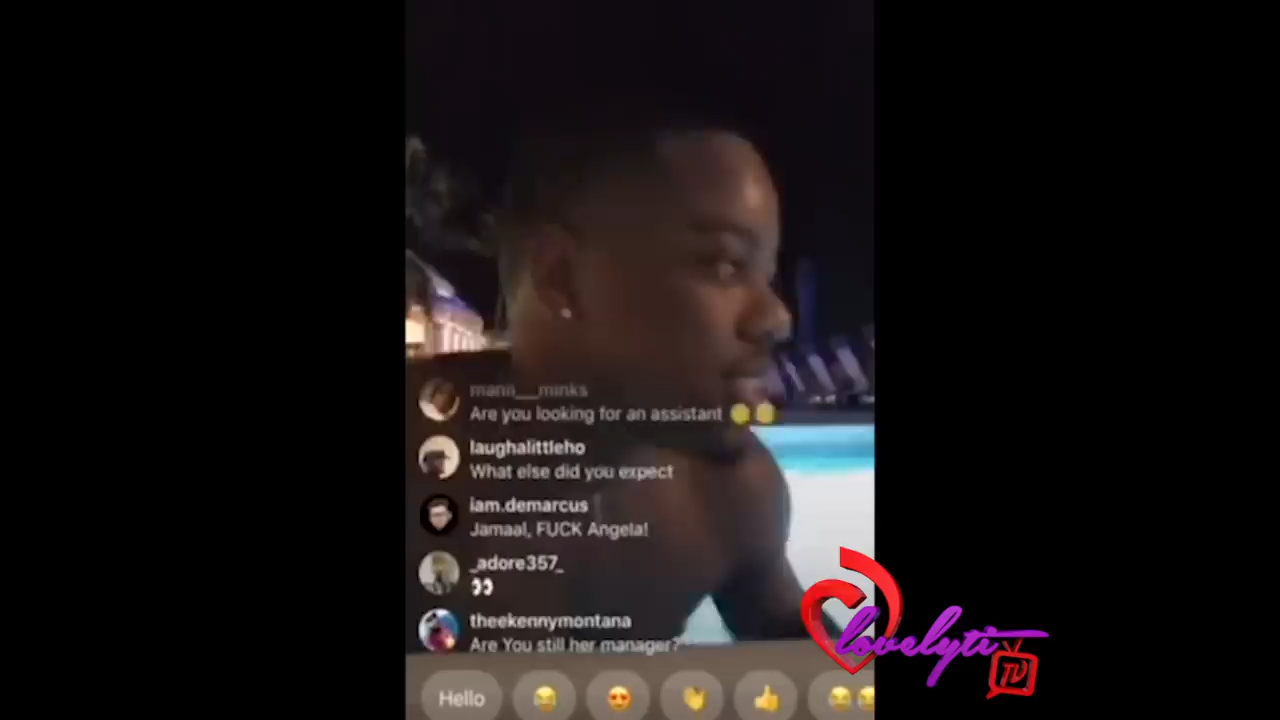 manii__minks
Are you looking for an assistant
laughalittleho
What else did you expect
iam.demarcus
Jamaal, FUCK Angela!
_adore357_
theekennymontana
Are You still her manager?
Hello
lovelyti
TV